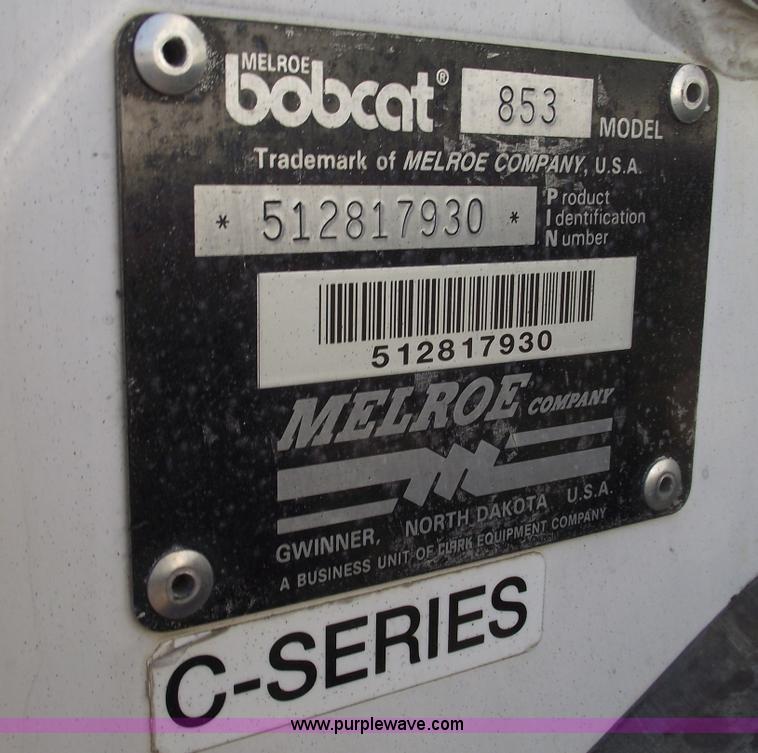 MELROE
bobcat® 853 MODEL
Trademark of MELROE COMPANY, U.S.A.
* 512817930 * Product
Identification
Number
512817930
MELROE COMPANY
GWINNER, NORTH DAKOTA U.S.A.
A BUSINESS UNIT OF CLARK EQUIPMENT COMPANY
C-SERIES
www.purplewave.com